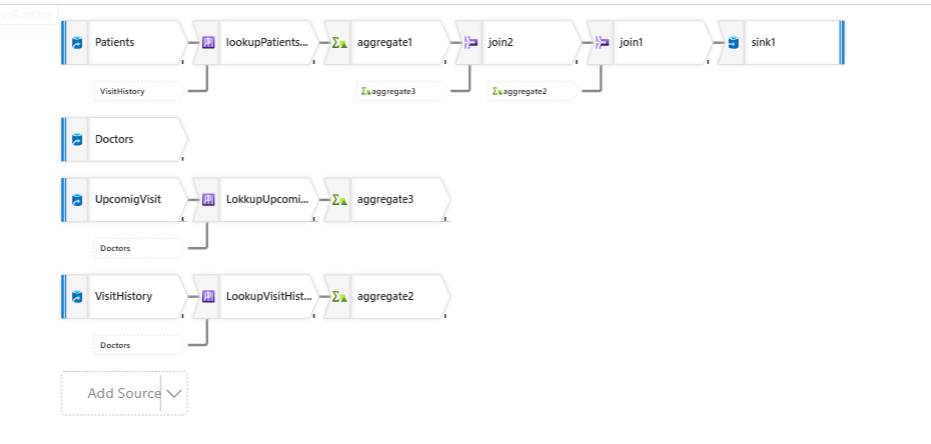 onRuntime
Patients
lookupPatients...
aggregate1
join2
join1
sink1
VisitHistory
aggregate3
aggregate2
Doctors
UpcomigVisit
LokkupUpcomi...
aggregate3
Doctors
VisitHistory
LookupVisitHist...
aggregate2
Doctors
Add Source